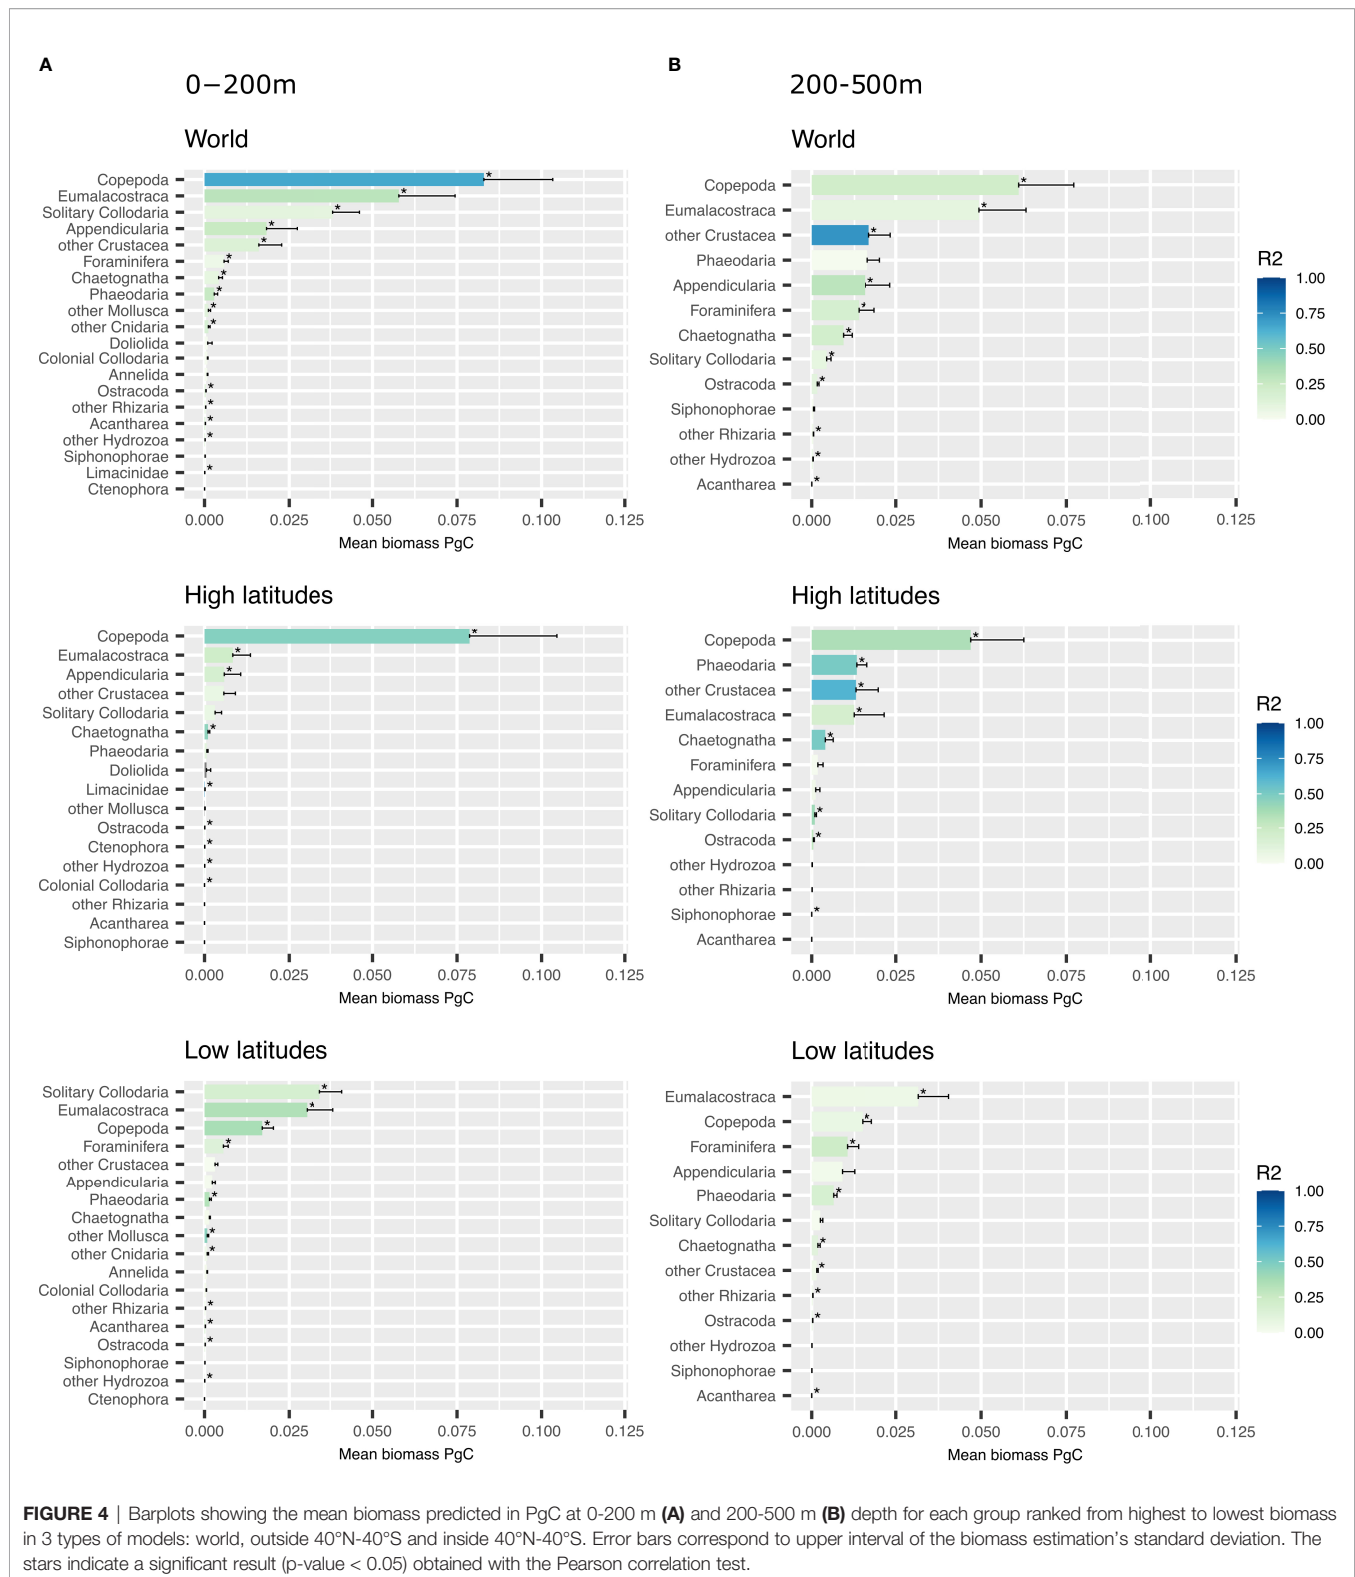 A
0−200m
World
Copepoda
Eumalacostraca
Solitary Collodaria
Appendicularia
other Crustacea
Foraminifera
Chaetognatha
Phaeodaria
other Mollusca
other Cnidaria
Doliolida
Colonial Collodaria
Annelida
Ostracoda
other Rhizaria
Acantharea
other Hydrozoa
Siphonophorae
Limacinidae
Ctenophora
0.000 0.025 0.050 0.075 0.100 0.125
Mean biomass PgC
High latitudes
Copepoda
Eumalacostraca
Appendicularia
other Crustacea
Solitary Collodaria
Chaetognatha
Phaeodaria
Doliolida
Limacinidae
other Mollusca
Ostracoda
Ctenophora
other Hydrozoa
Colonial Collodaria
other Rhizaria
Acantharea
Siphonophorae
0.000 0.025 0.050 0.075 0.100 0.125
Mean biomass PgC
Low latitudes
Solitary Collodaria
Eumalacostraca
Copepoda
Foraminifera
other Crustacea
Appendicularia
Phaeodaria
Chaetognatha
other Mollusca
other Cnidaria
Annelida
Colonial Collodaria
other Rhizaria
Acantharea
Ostracoda
Siphonophorae
other Hydrozoa
Ctenophora
0.000 0.025 0.050 0.075 0.100 0.125
Mean biomass PgC
B
200-500m
World
Copepoda
Eumalacostraca
other Crustacea
Phaeodaria
Appendicularia
Foraminifera
Chaetognatha
Solitary Collodaria
Ostracoda
Siphonophorae
other Rhizaria
other Hydrozoa
Acantharea
0.000 0.025 0.050 0.075 0.100 0.125
Mean biomass PgC
R2
1.00
0.75
0.50
0.25
0.00
High latitudes
Copepoda
Phaeodaria
other Crustacea
Eumalacostraca
Chaetognatha
Foraminifera
Appendicularia
Solitary Collodaria
Ostracoda
other Hydrozoa
other Rhizaria
Siphonophorae
Acantharea
0.000 0.025 0.050 0.075 0.100 0.125
Mean biomass PgC
R2
1.00
0.75
0.50
0.25
0.00
Low latitudes
Eumalacostraca
Copepoda
Foraminifera
Appendicularia
Phaeodaria
Solitary Collodaria
Chaetognatha
other Crustacea
other Rhizaria
Ostracoda
other Hydrozoa
Siphonophorae
Acantharea
0.000 0.025 0.050 0.075 0.100 0.125
Mean biomass PgC
R2
1.00
0.75
0.50
0.25
0.00
FIGURE 4 | Barplots showing the mean biomass predicted in PgC at 0-200 m (A) and 200-500 m (B) depth for each group ranked from highest to lowest biomass
in 3 types of models: world, outside 40°N-40°S and inside 40°N-40°S. Error bars correspond to upper interval of the biomass estimation's standard deviation. The
stars indicate a significant result (p-value < 0.05) obtained with the Pearson correlation test.